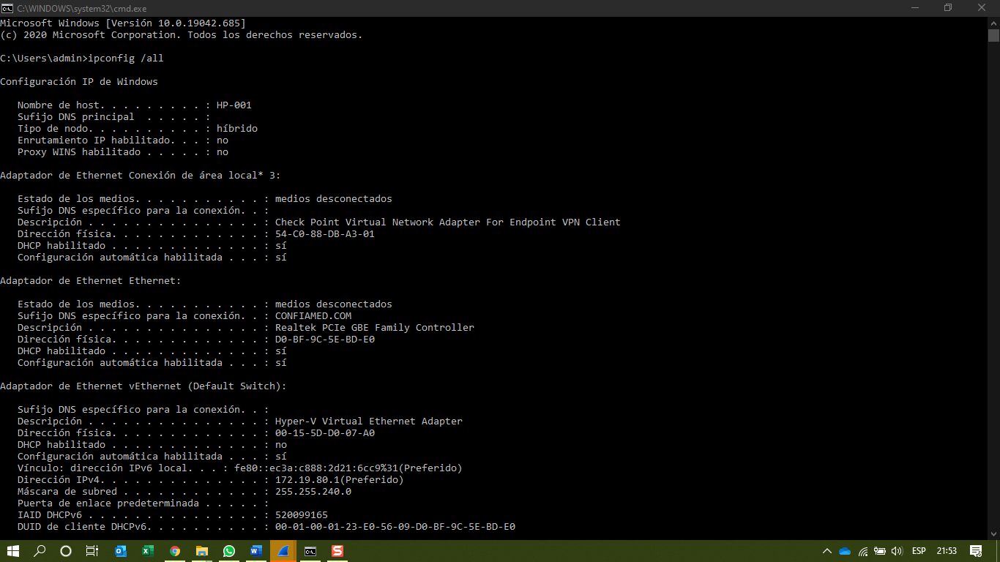 C:\WINDOWS\system32\cmd.exe
Microsoft Windows [Versión 10.0.19042.685]
(c) 2020 Microsoft Corporation. Todos los derechos reservados.
C:\Users\admin>ipconfig /all
Configuración IP de Windows
Nombre de host. . . . . . . . . : HP-001
Sufijo DNS principal  . . . . . :
Tipo de nodo. . . . . . . . . . : híbrido
Enrutamiento IP habilitado. . . : no
Proxy WINS habilitado . . . . . : no
Adaptador de Ethernet Conexión de área local* 3:
Estado de los medios. . . . . . . . . . . : medios desconectados
Sufijo DNS específico para la conexión. . :
Descripción . . . . . . . . . . . . . . . : Check Point Virtual Network Adapter For Endpoint VPN Client
Dirección física. . . . . . . . . . . . . : 54-C0-88-DB-A3-01
DHCP habilitado . . . . . . . . . . . . . : sí
Configuración automática habilitada . . . : sí
Adaptador de Ethernet Ethernet:
Estado de los medios. . . . . . . . . . . : medios desconectados
Sufijo DNS específico para la conexión. . : CONFIAMED.COM
Descripción . . . . . . . . . . . . . . . : Realtek PCIe GBE Family Controller
Dirección física. . . . . . . . . . . . . : D0-BF-9C-5E-BD-E0
DHCP habilitado . . . . . . . . . . . . . : sí
Configuración automática habilitada . . . : sí
Adaptador de Ethernet vEthernet (Default Switch):
Sufijo DNS específico para la conexión. . :
Descripción . . . . . . . . . . . . . . . : Hyper-V Virtual Ethernet Adapter
Dirección física. . . . . . . . . . . . . : 00-15-5D-D0-07-A0
DHCP habilitado . . . . . . . . . . . . . : no
Configuración automática habilitada . . . : sí
Vínculo: dirección IPv6 local. . . : fe80::ec3a:c888:2d21:6cc9%31(Preferido)
Dirección IPv4. . . . . . . . . . . . . . : 172.19.80.1(Preferido)
Máscara de subred . . . . . . . . . . . . : 255.255.240.0
Puerta de enlace predeterminada . . . . . :
IAID DHCPv6 . . . . . . . . . . . . . . . : 520099165
DUID de cliente DHCPv6. . . . . . . . . . : 00-01-00-01-23-E0-56-09-D0-BF-9C-5E-BD-E0
ESP 21:53